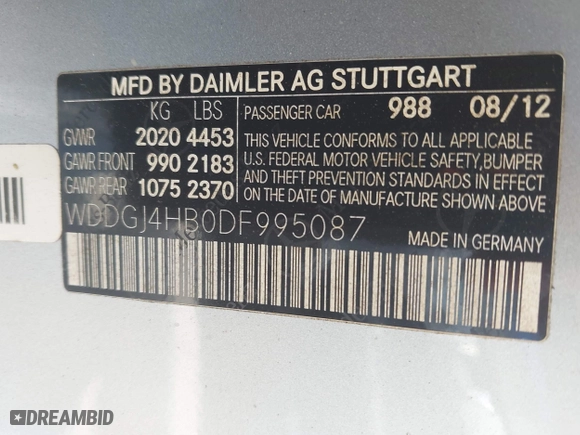 MFD BY DAIMLER AG STUTTGART
KG LBS PASSENGER CAR 988 08/12
GVWR 2020 4453
GAWR FRONT 990 2183
GAWR REAR 1075 2370
THIS VEHICLE CONFORMS TO ALL APPLICABLE
U.S. FEDERAL MOTOR VEHICLE SAFETY, BUMPER
AND THEFT PREVENTION STANDARDS IN EFFECT
ON THE DATE OF MANUFACTURE SHOWN ABOVE
WDDGJ4HB0DF995087 MADE IN GERMANY
DREAMBID